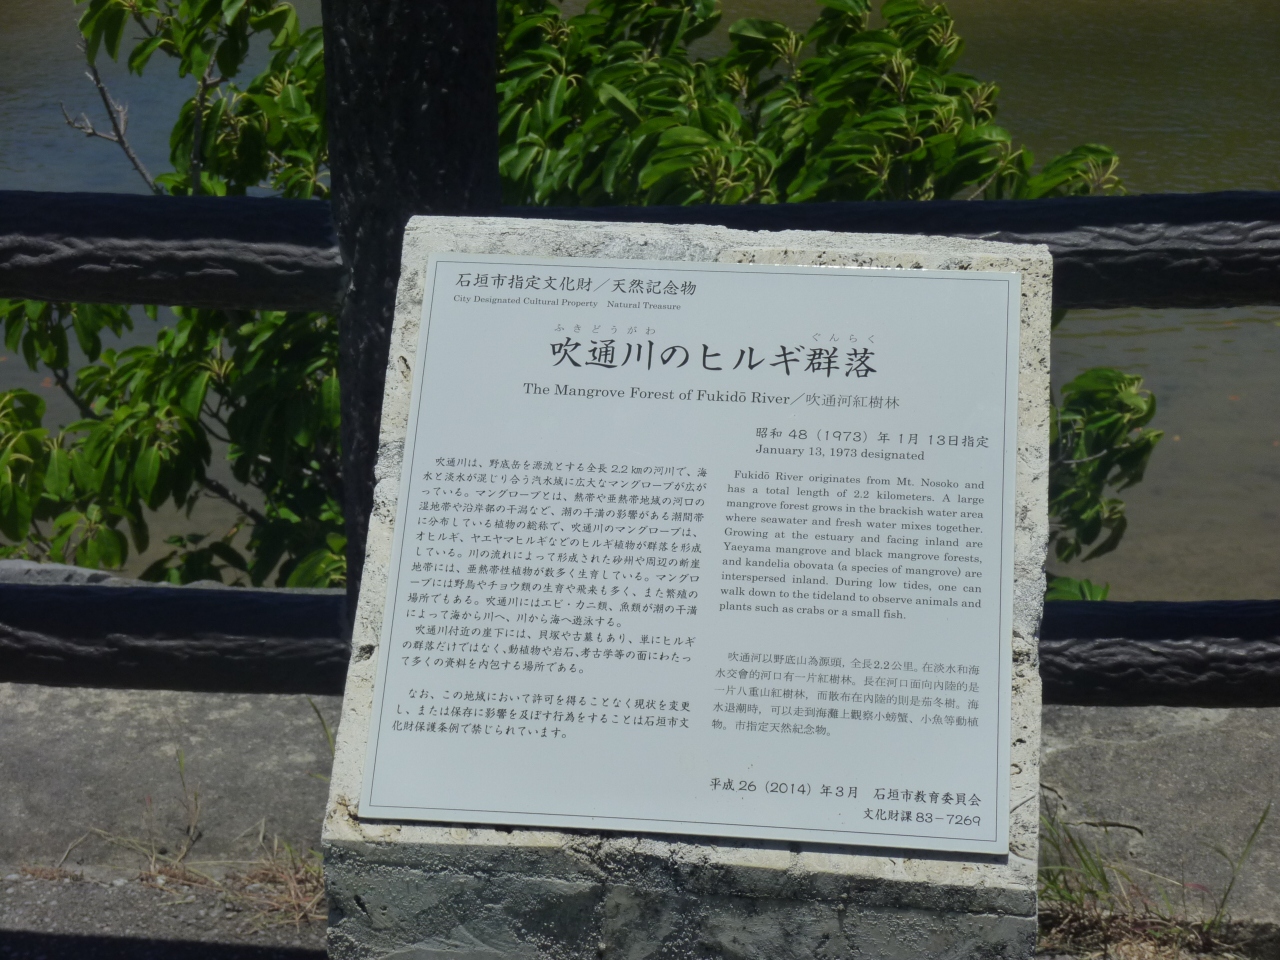 石垣市指定文化財／天然記念物
City Designated Cultural Property　Natural Treasure
ふきどうがわ　ぐんらく
吹通川のヒルギ群落
The Mangrove Forest of Fukidō River／吹通河紅樹林
昭和 48（1973）年 1月 13日指定
January 13, 1973 designated
吹通川は、野底岳を源流とする全長 2.2 kmの河川で、海
水と淡水が混じり合う汽水域に広大なマングローブが広が
っている。マングローブとは、熱帯や亜熱帯地域の河口の
湿地帯や沿岸部の干潟など、潮の干満の影響がある潮間帯
に分布している植物の総称で、吹通川のマングローブは、
オヒルギ、ヤエヤマヒルギなどのヒルギ植物が群落を形成
している。川の流れによって形成された砂州や周辺の断崖
地帯には、亜熱帯性植物が数多く生育している。マングロ
ーブには野鳥やチョウ類の生育や飛来も多く、また繁殖の
場所でもある。吹通川にはエビ・カニ類、魚類が潮の干満
によって海から川へ、川から海へ遊泳する。
吹通川付近の崖下には、貝塚や古墓もあり、単にヒルギ
の群落だけではなく、動植物や岩石、考古学等の面にわたっ
て多くの資料を内包する場所である。
なお、この地域において許可を得ることなく現状を変更
し、または保存に影響を及ぼす行為をすることは石垣市文
化財保護条例で禁じられています。
Fukidō River originates from Mt. Nosoko and
has a total length of 2.2 kilometers. A large
mangrove forest grows in the brackish water area
where seawater and fresh water mixes together.
Growing at the estuary and facing inland are
Yaeyama mangrove and black mangrove forests,
and kandelia obovata (a species of mangrove) are
interspersed inland. During low tides, one can
walk down to the tideland to observe animals and
plants such as crabs or a small fish.
吹通河以野底山為源頭，全長2.2公里。在淡水和海
水交會的河口有一片紅樹林。長在河口面向內陸的是
一片八重山紅樹林，而散布在內陸的則是茄冬樹。海
水退潮時，可以走到海灘上觀察小螃蟹、小魚等動植
物。市指定天然紀念物。
平成 26（2014）年 3月　石垣市教育委員会
文化財課 83－7269